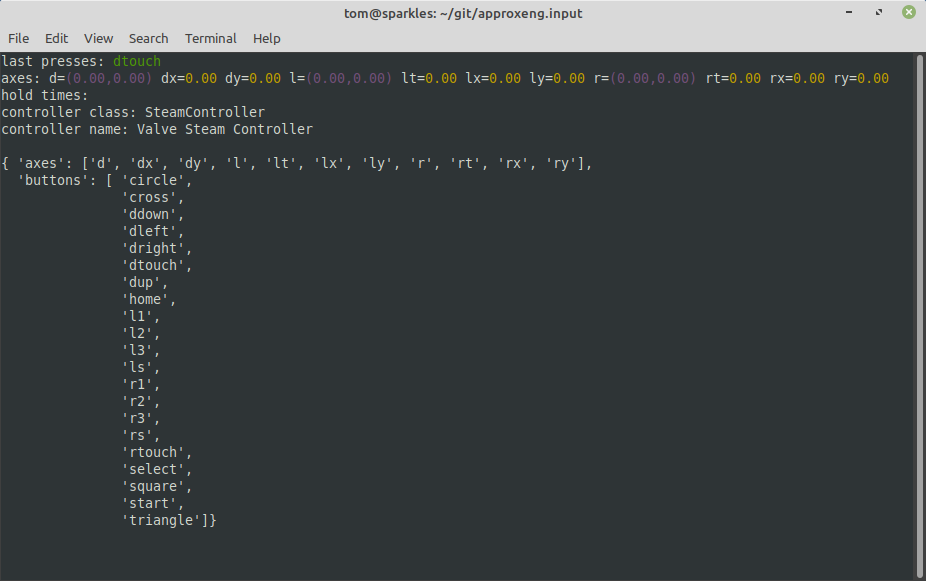 tom@sparkles: ~/git/approxeng.input
File Edit View Search Terminal Help
last presses: dtouch
axes: d=(0.00,0.00) dx=0.00 dy=0.00 l=(0.00,0.00) lt=0.00 lx=0.00 ly=0.00 r=(0.00,0.00) rt=0.00 rx=0.00 ry=0.00
hold times:
controller class: SteamController
controller name: Valve Steam Controller
{ 'axes': ['d', 'dx', 'dy', 'l', 'lt', 'lx', 'ly', 'r', 'rt', 'rx', 'ry'],
  'buttons': [ 'circle',
               'cross',
               'ddown',
               'dleft',
               'dright',
               'dtouch',
               'dup',
               'home',
               'l1',
               'l2',
               'l3',
               'ls',
               'r1',
               'r2',
               'r3',
               'rs',
               'rtouch',
               'select',
               'square',
               'start',
               'triangle']}